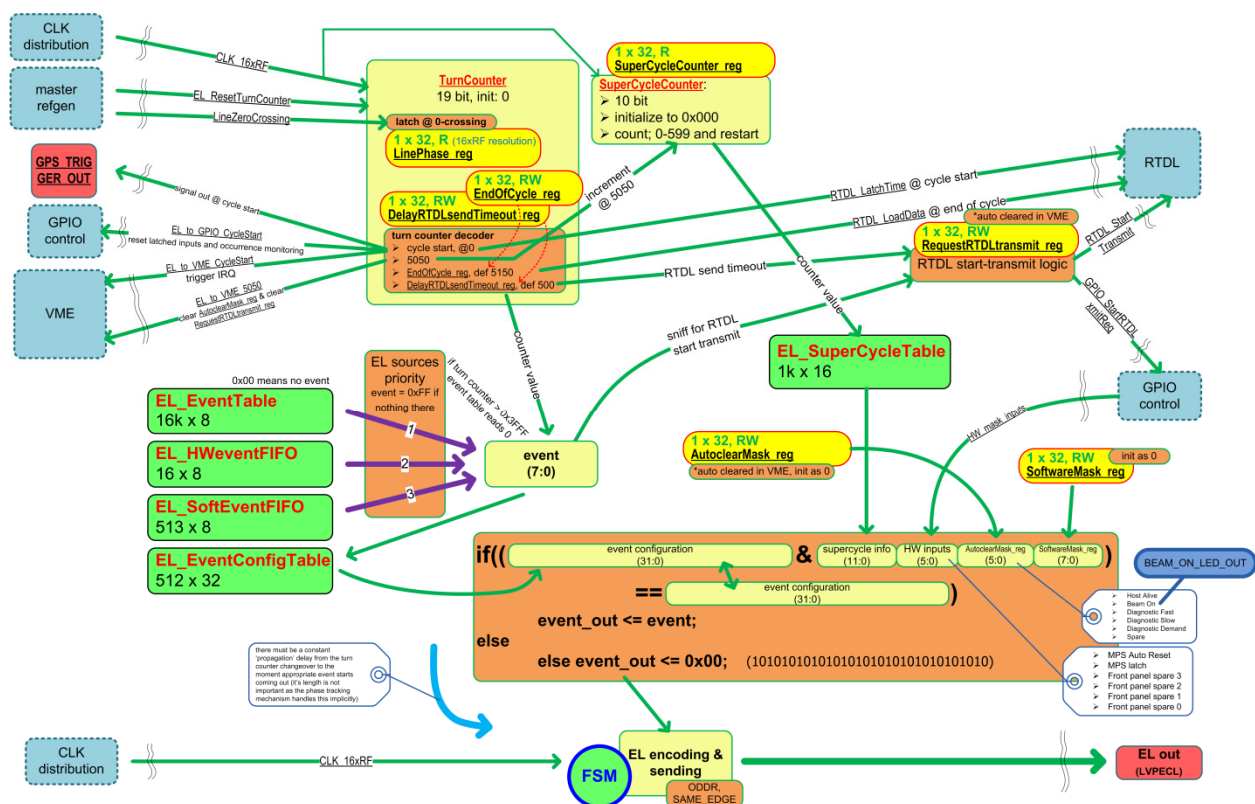 CLK
distribution
CLK_16xRF
master
refgen
EL_ResetTurnCounter
LineZeroCrossing
TurnCounter
19 bit, init: 0
latch @ 0-crossing
1 x 32, R (16xRF resolution)
LinePhase_reg
1 x 32, RW
EndOfCycle_reg
1 x 32, RW
DelayRTDLsendTimeout_reg
turn counter decoder
➢ cycle start, @0
➢ 5050
➢ EndOfCycle_reg, def 5150
➢ DelayRTDLsendTimeout_reg, def 500
1 x 32, R
SuperCycleCounter_reg
SuperCycleCounter:
➢ 10 bit
➢ initialize to 0x000
➢ count; 0-599 and restart
increment
@ 5050
GPS_TRIG
GER_OUT
signal out @ cycle start
GPIO
control
EL_to_GPIO_CycleStart
reset latched inputs and occurrence monitoring
EL_to_VME_CycleStart
trigger IRQ
VME
EL_to_VME_5050
clear AutoclearMask_reg & clear
RequestRTDLtransmit_reg
RTDL
RTDL_LatchTime @ cycle start
RTDL_LoadData @ end of cycle
RTDL send timeout
*auto cleared in VME
1 x 32, RW
RequestRTDLtransmit_reg
RTDL start-transmit logic
RTDL_Start
Transmit
GPIO_StartRTDL
xmitReq
GPIO
control
HW_mask_inputs
counter value
counter value
sniff for RTDL
start transmit
EL_SuperCycleTable
1k x 16
0x00 means no event
EL_EventTable
16k x 8
EL_HWeventFIFO
16 x 8
EL_SoftEventFIFO
513 x 8
EL_EventConfigTable
512 x 32
EL sources
priority
event = 0xFF if
nothing there
if turn counter > 0x3FFF
event table reads 0
1
2
3
event
(7:0)
1 x 32, RW
AutoclearMask_reg
*auto cleared in VME, init as 0
init as 0
1 x 32, RW
SoftwareMask_reg
if((
event configuration
(31:0)
&
supercycle info
(11:0)
HW inputs
(5:0)
AutoclearMask_reg
(5:0)
SoftwareMask_reg
(7:0)
)
==
event configuration
(31:0)
)
event_out <= event;
else
else event_out <= 0x00;
(10101010101010101010101010101010)
BEAM_ON_LED_OUT
➢ Host Alive
➢ Beam On
➢ Diagnostic Fast
➢ Diagnostic Slow
➢ Diagnostic Demand
➢ Spare
➢ MPS Auto Reset
➢ MPS latch
➢ Front panel spare 3
➢ Front panel spare 2
➢ Front panel spare 1
➢ Front panel spare 0
there must be a constant
'propagation' delay from the turn
counter changeover to the
moment appropriate event starts
coming out (it's length is not
important as the phase tracking
mechanism handles this implicitly)
CLK
distribution
CLK_16xRF
FSM
EL encoding &
sending
ODDR,
SAME_EDGE
EL out
(LVPECL)